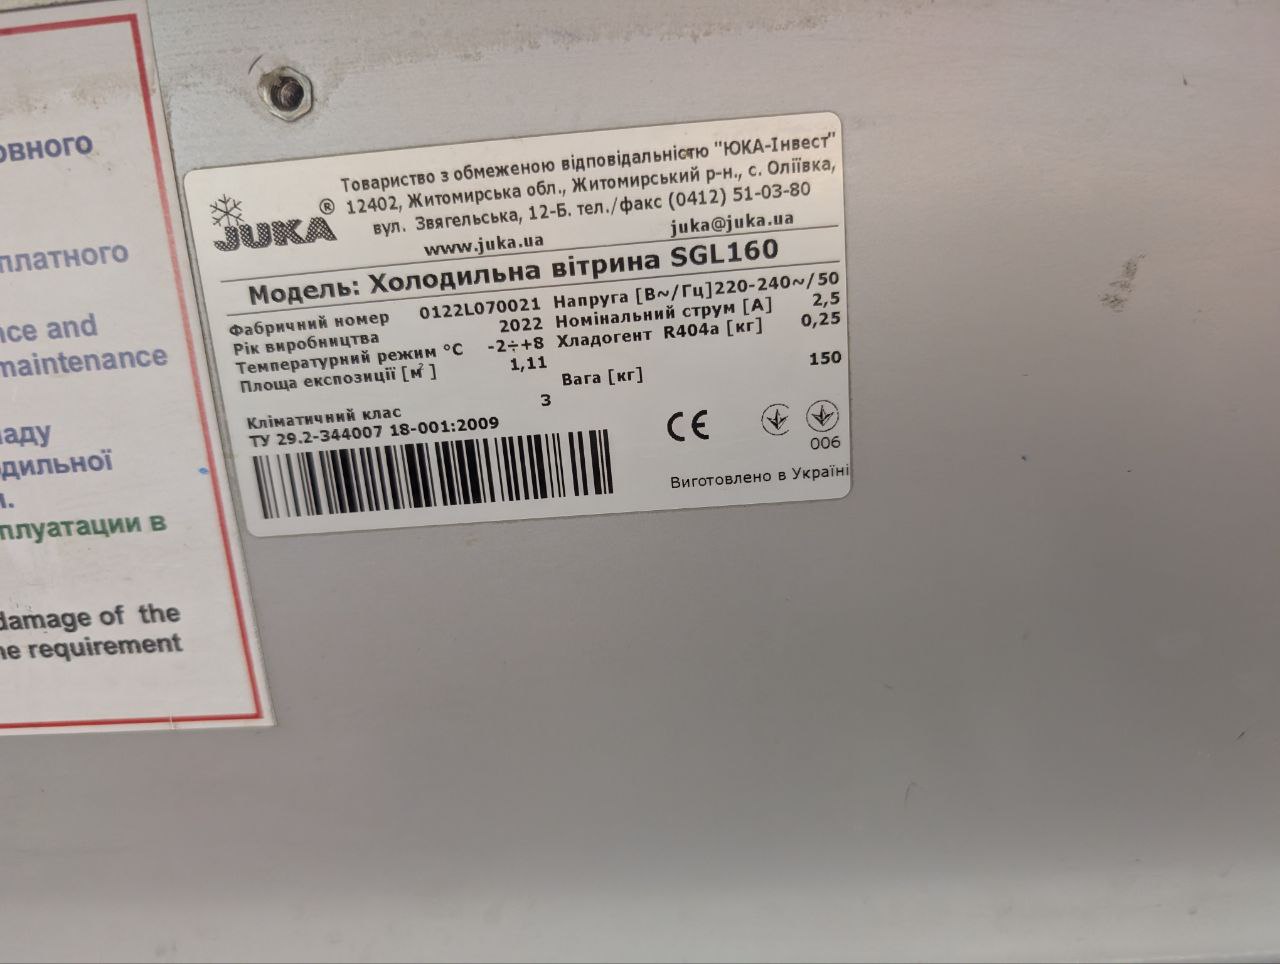 овного
платного
nce and
maintenance
ладу
дильної
плуатации в
damage of the
requirement
Товариство з обмеженою відповідальністю "ЮКА-Інвест"
12402, Житомирська обл., Житомирський р-н., с. Оліївка,
вул. Звягельська, 12-Б. тел./факс (0412) 51-03-80
www.juka.ua juka@juka.ua
JUKA ®
Модель: Холодильна вітрина SGL160
Фабричний номер 0122L070021 Напруга [В~/Гц]220-240~/50
Рік виробництва 2022 Номінальний струм [А] 2,5
Температурний режим °С -2÷+8 Хладогент R404a [кг] 0,25
Площа експозиції [м²] 1,11
Вага [кг] 150
Кліматичний клас 3
ТУ 29.2-344007 18-001:2009
CE
006
Виготовлено в Україні